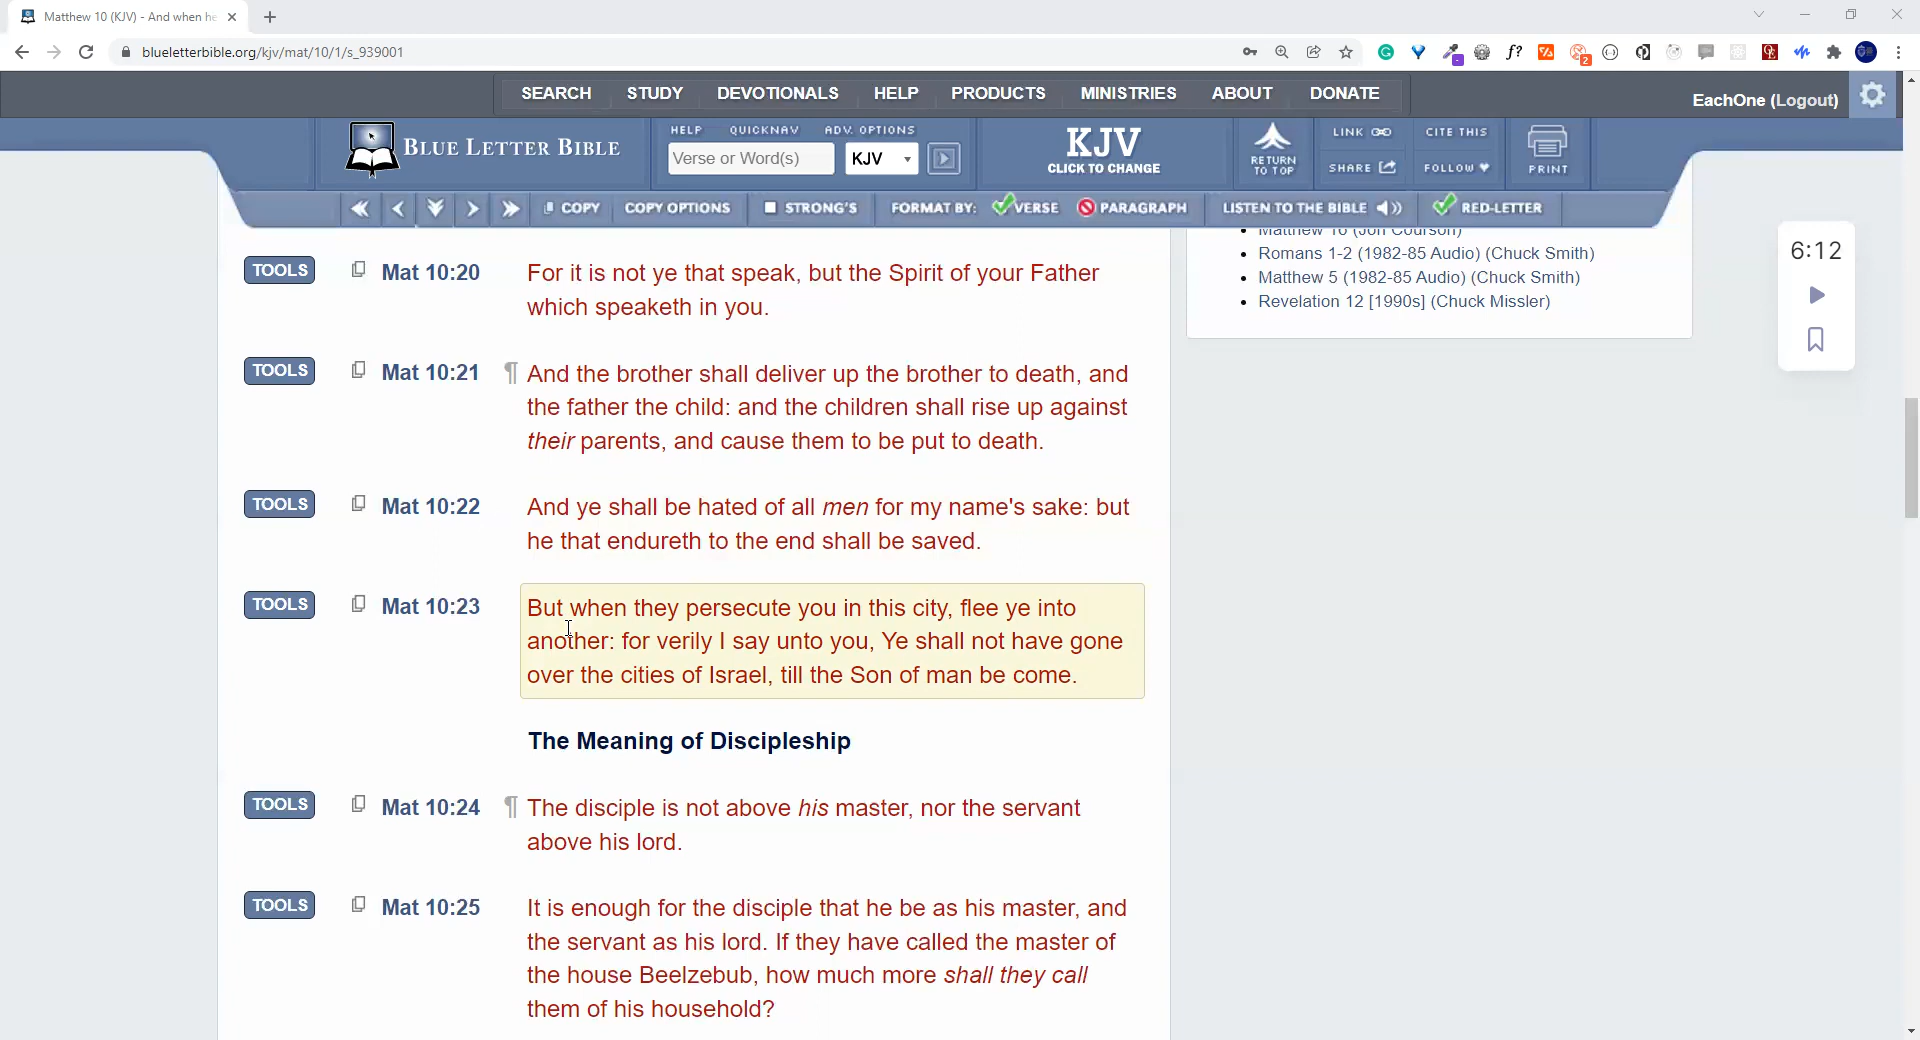 Matthew 10 (KJV) - And when he
blueletterbible.org/kjv/mat/10/1/s_939001
2
SEARCH STUDY DEVOTIONALS HELP PRODUCTS MINISTRIES ABOUT DONATE
EachOne (Logout)
BLUE LETTER BIBLE
HELP QUICKNAV ADV. OPTIONS
Verse or Word(s) KJV
KJV
CLICK TO CHANGE
RETURN
TO TOP
LINK CITE THIS
SHARE FOLLOW
PRINT
COPY COPY OPTIONS STRONG'S FORMAT BY: VERSE PARAGRAPH LISTEN TO THE BIBLE RED-LETTER
Matthew 16 (Jon Courson)
Romans 1-2 (1982-85 Audio) (Chuck Smith)
Matthew 5 (1982-85 Audio) (Chuck Smith)
Revelation 12 [1990s] (Chuck Missler)
6:12
TOOLS Mat 10:20 For it is not ye that speak, but the Spirit of your Father
which speaketh in you.
TOOLS Mat 10:21 ¶ And the brother shall deliver up the brother to death, and
the father the child: and the children shall rise up against
their parents, and cause them to be put to death.
TOOLS Mat 10:22 And ye shall be hated of all men for my name's sake: but
he that endureth to the end shall be saved.
TOOLS Mat 10:23 But when they persecute you in this city, flee ye into
another: for verily I say unto you, Ye shall not have gone
over the cities of Israel, till the Son of man be come.
The Meaning of Discipleship
TOOLS Mat 10:24 ¶ The disciple is not above his master, nor the servant
above his lord.
TOOLS Mat 10:25 It is enough for the disciple that he be as his master, and
the servant as his lord. If they have called the master of
the house Beelzebub, how much more shall they call
them of his household?